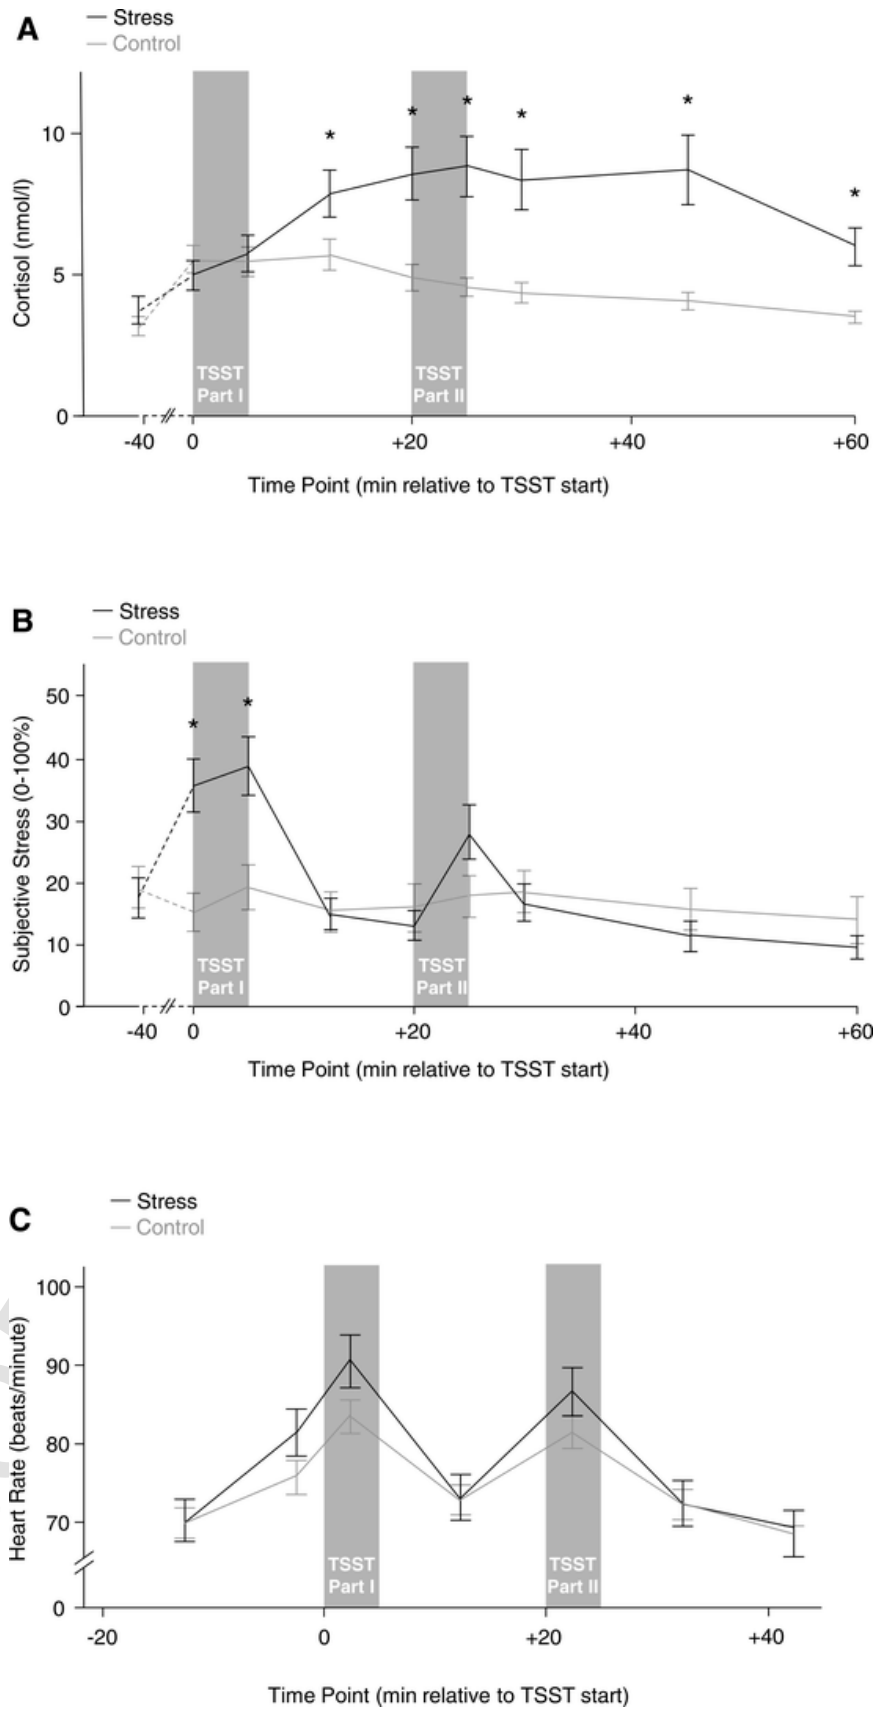 A
Stress
Control
*
*
*
*
*
*
10
5
0
Cortisol (nmol/l)
TSST
Part I
TSST
Part II
-40
0
+20
+40
+60
Time Point (min relative to TSST start)
B
Stress
Control
*
*
50
40
30
20
10
0
Subjective Stress (0-100%)
TSST
Part I
TSST
Part II
-40
0
+20
+40
+60
Time Point (min relative to TSST start)
C
Stress
Control
100
90
80
70
0
Heart Rate (beats/minute)
TSST
Part I
TSST
Part II
-20
0
+20
+40
Time Point (min relative to TSST start)